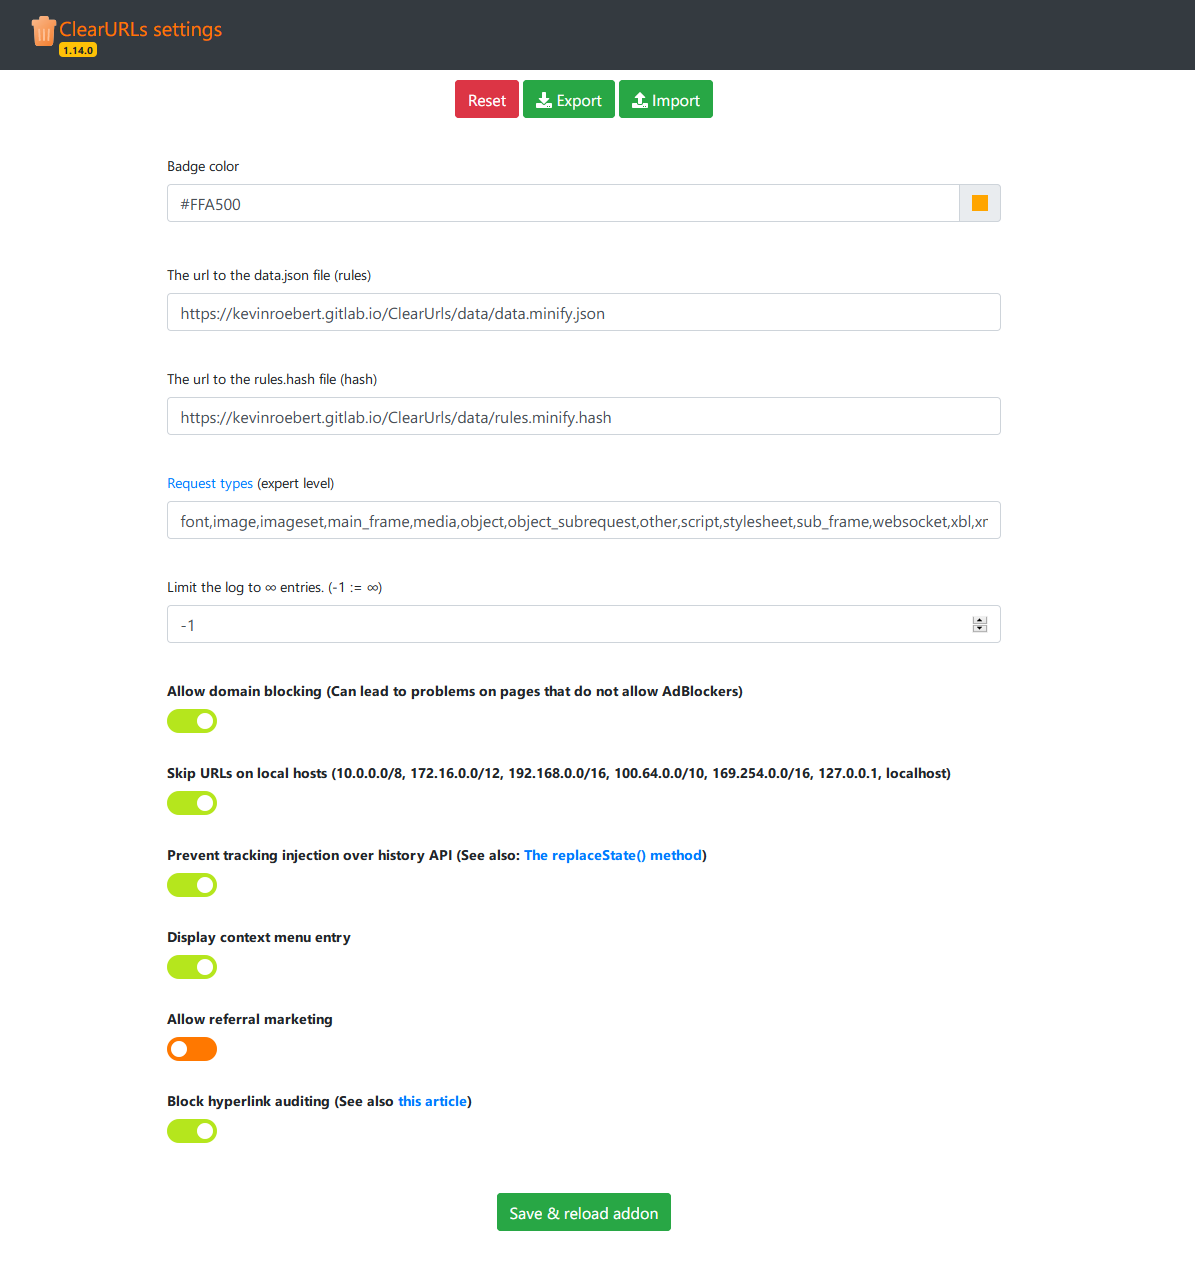 ClearURLs settings
1.14.0
Reset Export Import
Badge color
#FFA500
The url to the data.json file (rules)
https://kevinroebert.gitlab.io/ClearUrls/data/data.minify.json
The url to the rules.hash file (hash)
https://kevinroebert.gitlab.io/ClearUrls/data/rules.minify.hash
Request types (expert level)
font,image,imageset,main_frame,media,object,object_subrequest,other,script,stylesheet,sub_frame,websocket,xbl,xr
Limit the log to ∞ entries. (-1 := ∞)
-1
Allow domain blocking (Can lead to problems on pages that do not allow AdBlockers)
Skip URLs on local hosts (10.0.0.0/8, 172.16.0.0/12, 192.168.0.0/16, 100.64.0.0/10, 169.254.0.0/16, 127.0.0.1, localhost)
Prevent tracking injection over history API (See also: The replaceState() method)
Display context menu entry
Allow referral marketing
Block hyperlink auditing (See also this article)
Save & reload addon